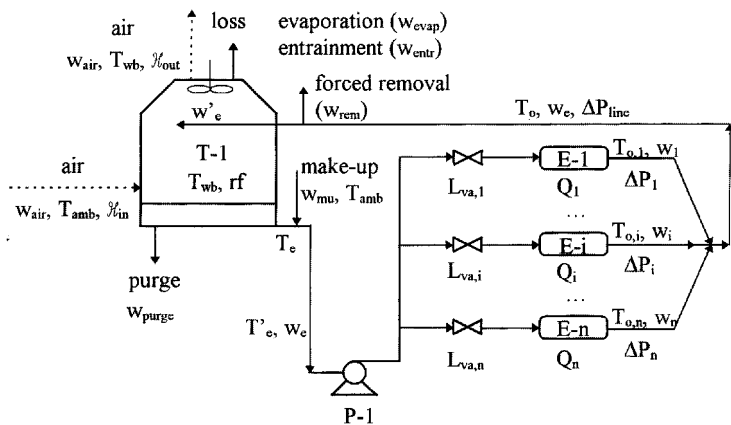 air
w_air, T_wb, ℋ_out
loss
evaporation (w_evap)
entrainment (w_entr)
forced removal
(w_rem)
T_o, w_e, ΔP_line
w'_e
T-1
T_wb, rf
air
w_air, T_amb, ℋ_in
make-up
w_mu, T_amb
T_e
purge
w_purge
T'_e, w_e
P-1
L_va,1
E-1
Q_1
T_o,1, w_1
ΔP_1
...
L_va,i
E-i
Q_i
T_o,i, w_i
ΔP_i
...
L_va,n
E-n
Q_n
T_o,n, w_n
ΔP_n